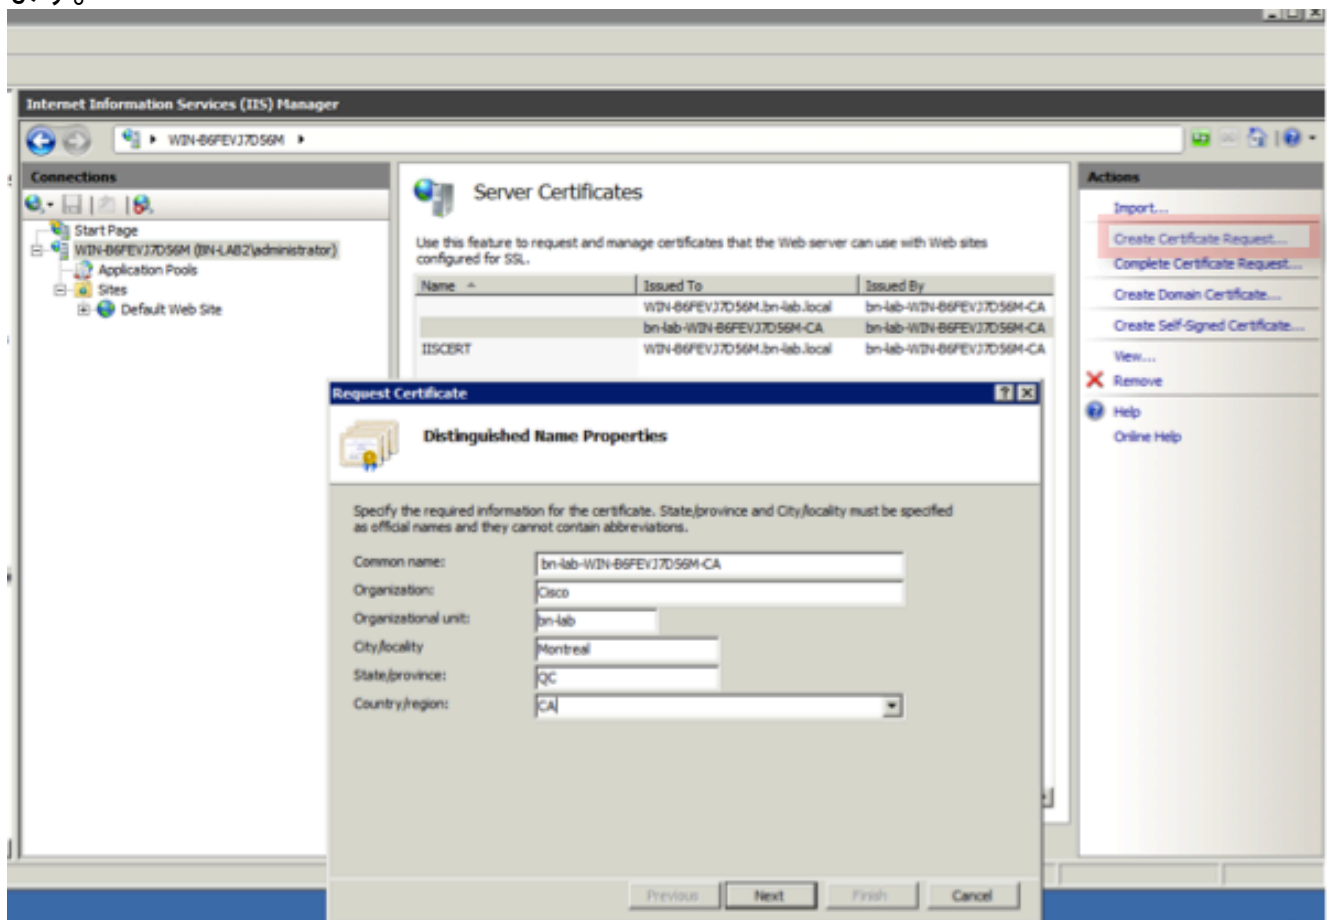 ます。
Internet Information Services (IIS) Manager
WIN-B6FEVJ7D56M
Connections
Start Page
WIN-B6FEVJ7D56M (BN-LAB2\administrator)
Application Pools
Sites
Default Web Site
Server Certificates
Use this feature to request and manage certificates that the Web server can use with Web sites
configured for SSL.
Name Issued To Issued By
WIN-B6FEVJ7D56M.bn-lab.local bn-lab-WIN-B6FEVJ7D56M-CA
bn-lab-WIN-B6FEVJ7D56M-CA bn-lab-WIN-B6FEVJ7D56M-CA
IISCERT WIN-B6FEVJ7D56M.bn-lab.local bn-lab-WIN-B6FEVJ7D56M-CA
Request Certificate
Distinguished Name Properties
Specify the required information for the certificate. State/province and City/locality must be specified
as official names and they cannot contain abbreviations.
Common name: bn-lab-WIN-B6FEVJ7D56M-CA
Organization: Cisco
Organizational unit: bn-lab
City/locality Montreal
State/province: QC
Country/region: CA
Previous Next Finish Cancel
Actions
Import...
Create Certificate Request...
Complete Certificate Request...
Create Domain Certificate...
Create Self-Signed Certificate...
View...
Remove
Help
Online Help